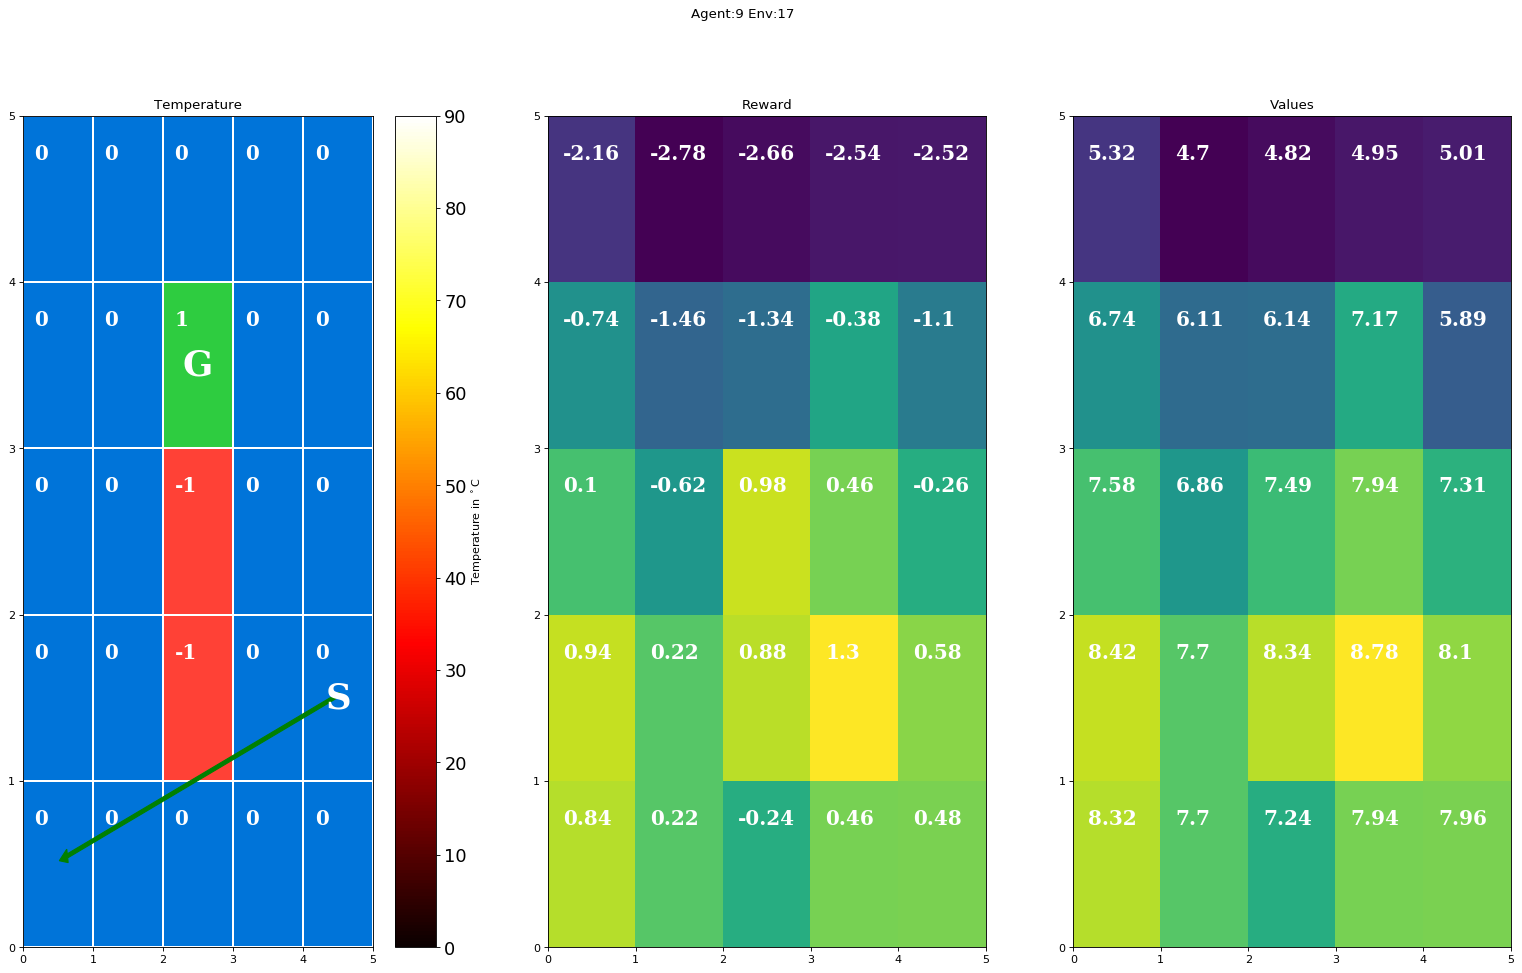 Agent:9 Env:17
Temperature
5
4
3
2
1
0
0 1 2 3 4 5
0 0 0 0 0
0 0 1 0 0
G
0 0 -1 0 0
0 0 -1 0 0
S
0 0 0 0 0
90
80
70
60
50
40
30
20
10
0
Temperature in °C
Reward
5
4
3
2
1
0
0 1 2 3 4 5
-2.16 -2.78 -2.66 -2.54 -2.52
-0.74 -1.46 -1.34 -0.38 -1.1
0.1 -0.62 0.98 0.46 -0.26
0.94 0.22 0.88 1.3 0.58
0.84 0.22 -0.24 0.46 0.48
Values
5
4
3
2
1
0
0 1 2 3 4 5
5.32 4.7 4.82 4.95 5.01
6.74 6.11 6.14 7.17 5.89
7.58 6.86 7.49 7.94 7.31
8.42 7.7 8.34 8.78 8.1
8.32 7.7 7.24 7.94 7.96